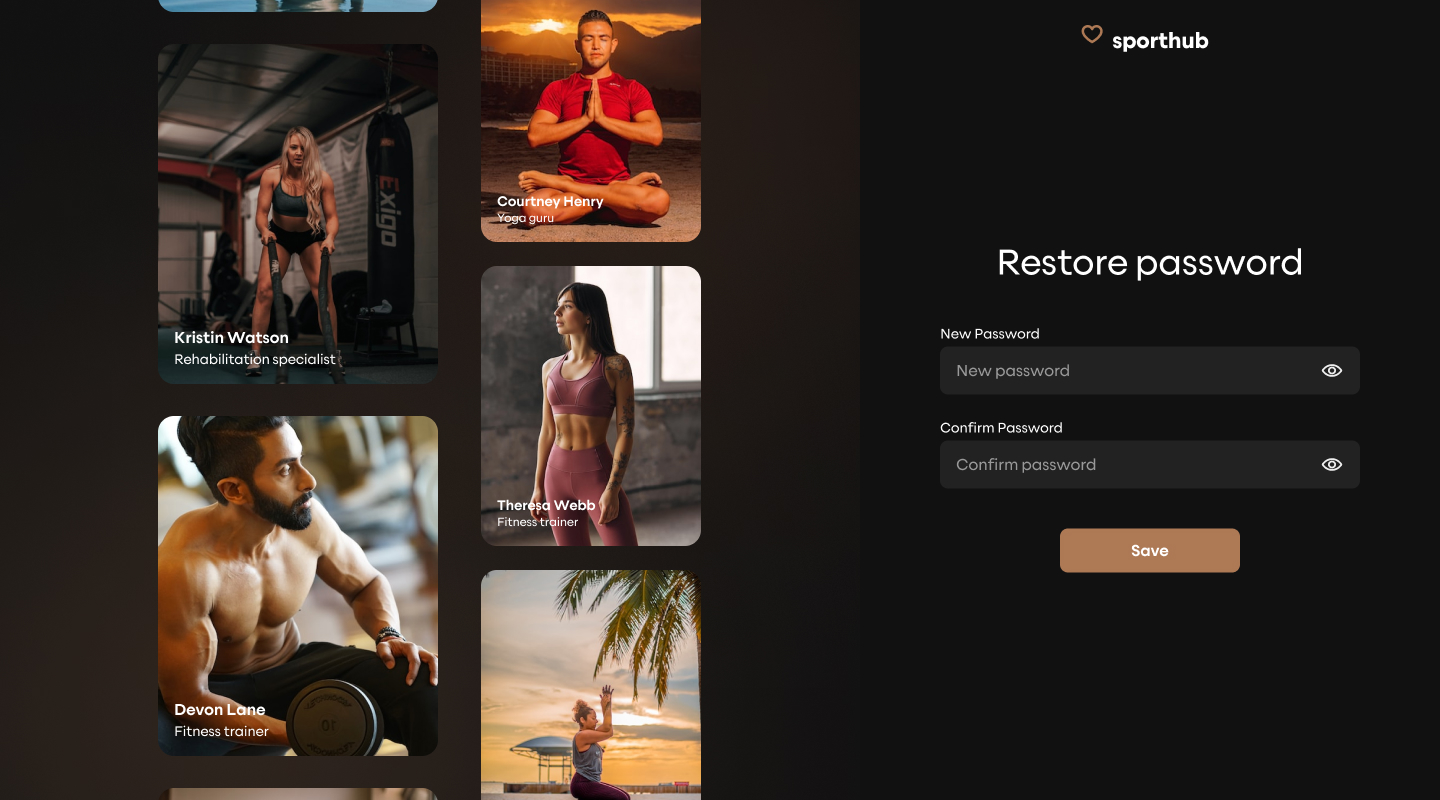 Exigo
Kristin Watson
Rehabilitation specialist
Devon Lane
Fitness trainer
10
Courtney Henry
Yoga guru
Theresa Webb
Fitness trainer
sporthub
Restore password
New Password
New password
Confirm Password
Confirm password
Save